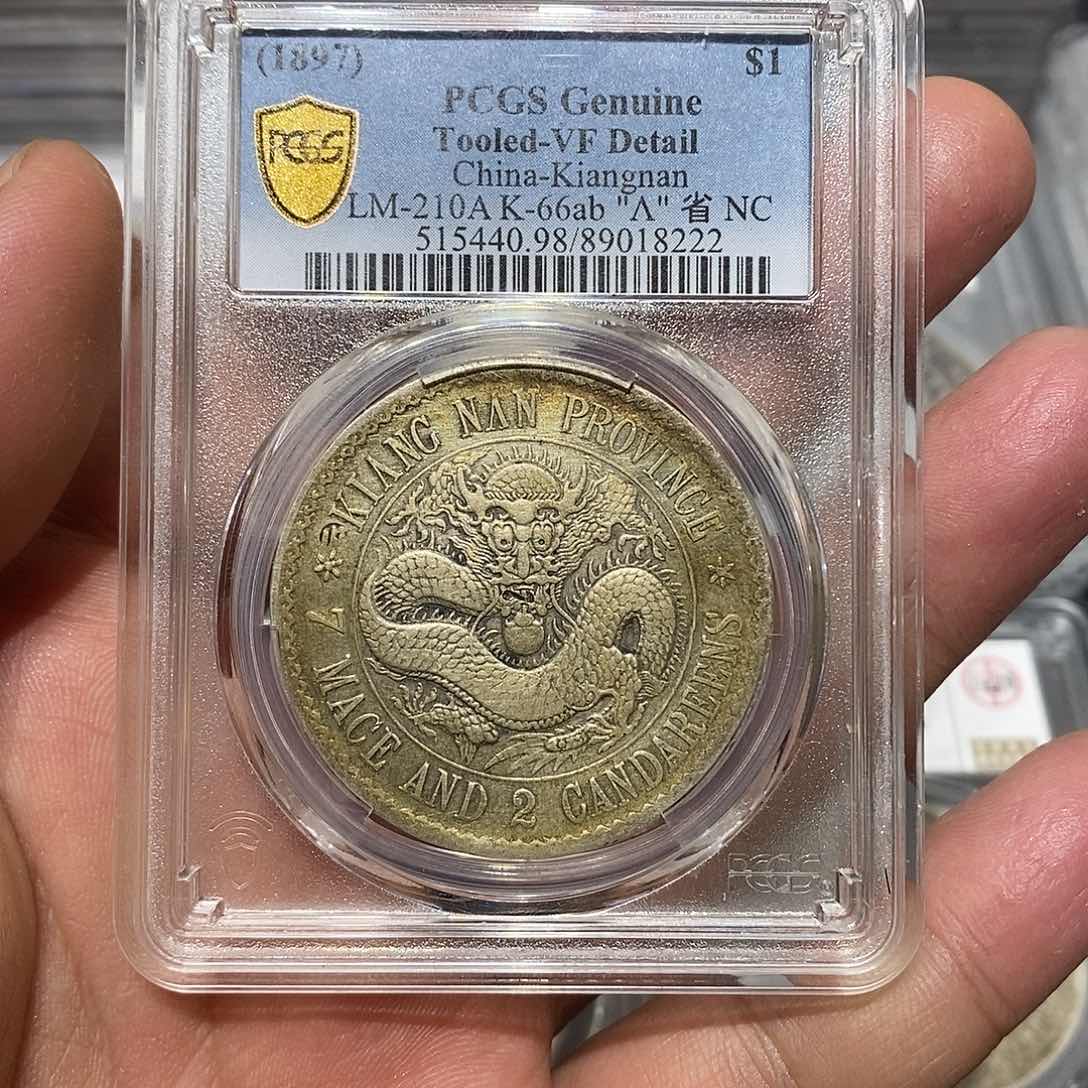 (1897) $1
PCGS Genuine
Tooled-VF Detail
China-Kiangnan
LM-210A K-66ab "Λ" 省 NC
515440.98/89018222
PCGS
KIANG NΛN PROVINCE
7 MACE AND 2 CANDAREENS
PCGS